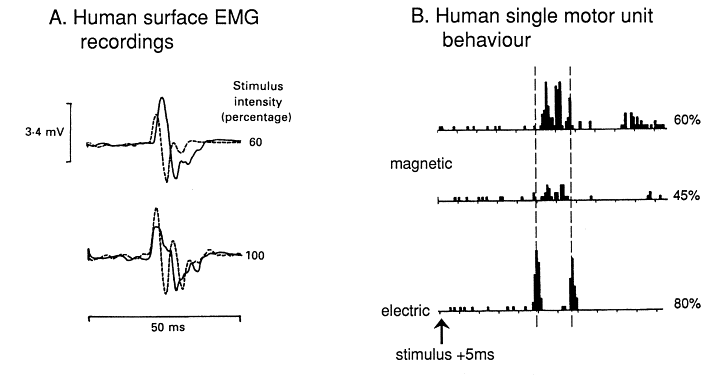 A. Human surface EMG
recordings
Stimulus
intensity
(percentage)
3·4 mV
60
100
50 ms
B. Human single motor unit
behaviour
60%
magnetic
45%
electric
80%
stimulus +5ms